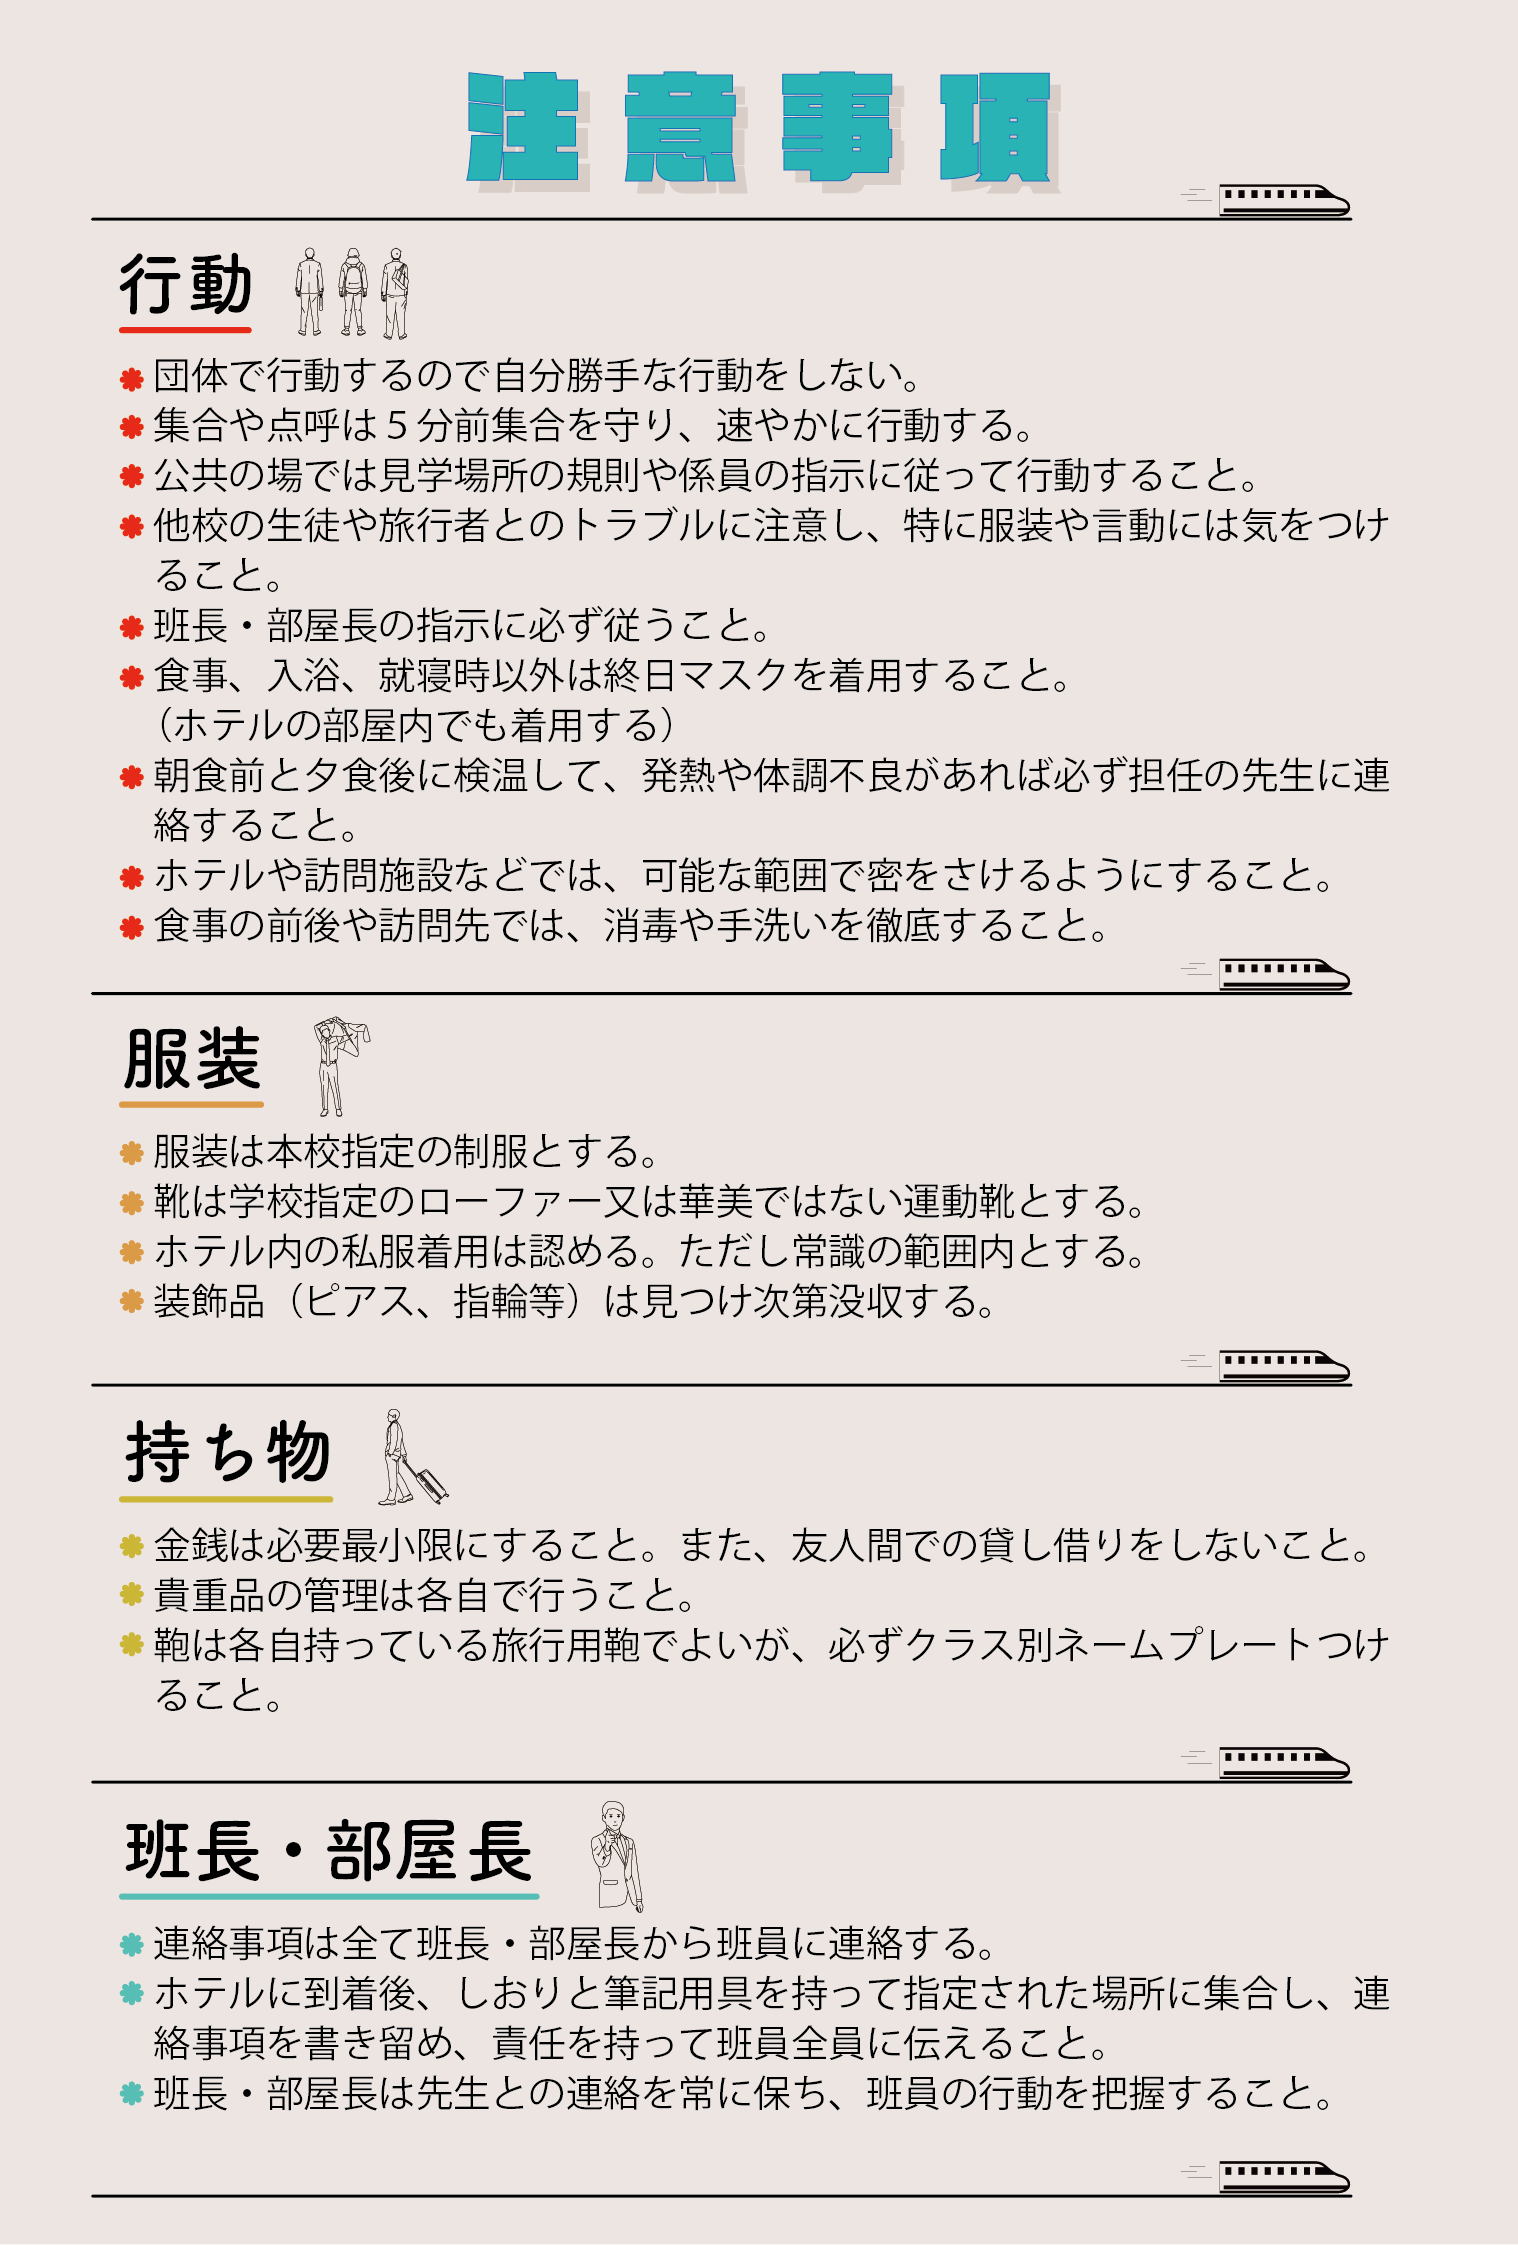 注意事項
行動
団体で行動するので自分勝手な行動をしない。
集合や点呼は５分前集合を守り、速やかに行動する。
公共の場では見学場所の規則や係員の指示に従って行動すること。
他校の生徒や旅行者とのトラブルに注意し、特に服装や言動には気をつけ
ること。
班長・部屋長の指示に必ず従うこと。
食事、入浴、就寝時以外は終日マスクを着用すること。
（ホテルの部屋内でも着用する）
朝食前と夕食後に検温して、発熱や体調不良があれば必ず担任の先生に連
絡すること。
ホテルや訪問施設などでは、可能な範囲で密をさけるようにすること。
食事の前後や訪問先では、消毒や手洗いを徹底すること。
服装
服装は本校指定の制服とする。
靴は学校指定のローファー又は華美ではない運動靴とする。
ホテル内の私服着用は認める。ただし常識の範囲内とする。
装飾品（ピアス、指輪等）は見つけ次第没収する。
持ち物
金銭は必要最小限にすること。また、友人間での貸し借りをしないこと。
貴重品の管理は各自で行うこと。
鞄は各自持っている旅行用鞄でよいが、必ずクラス別ネームプレートつけ
ること。
班長・部屋長
連絡事項は全て班長・部屋長から班員に連絡する。
ホテルに到着後、しおりと筆記用具を持って指定された場所に集合し、連
絡事項を書き留め、責任を持って班員全員に伝えること。
班長・部屋長は先生との連絡を常に保ち、班員の行動を把握すること。